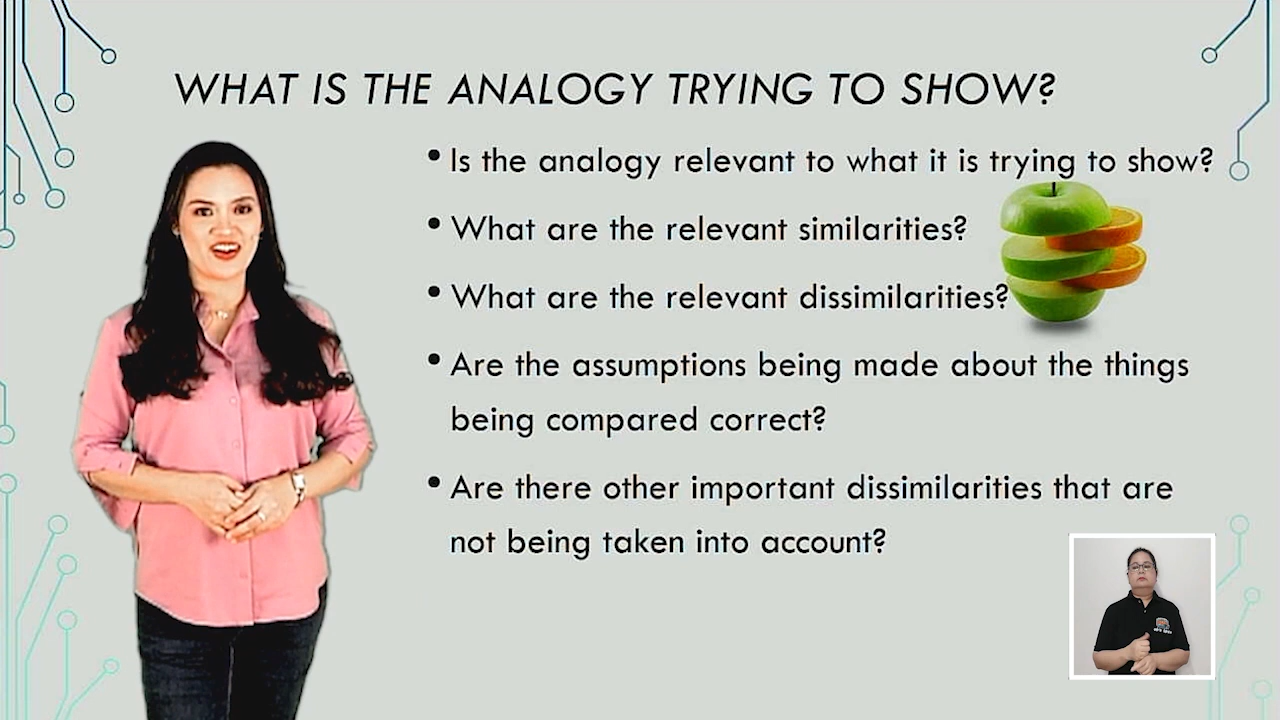 WHAT IS THE ANALOGY TRYING TO SHOW?
• Is the analogy relevant to what it is trying to show?
• What are the relevant similarities?
• What are the relevant dissimilarities?
• Are the assumptions being made about the things
being compared correct?
• Are there other important dissimilarities that are
not being taken into account?